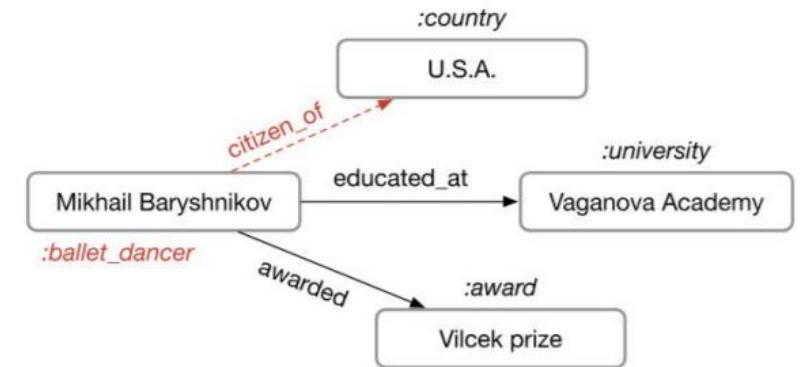 :country
U.S.A.
citizen_of
:university
educated_at
Mikhail Baryshnikov
Vaganova Academy
:ballet_dancer
awarded
:award
Vilcek prize